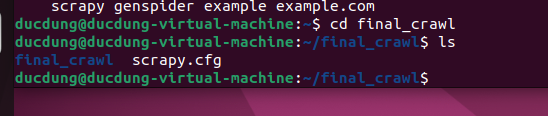 scrapy genspider example example.com
ducdung@ducdung-virtual-machine:~$ cd final_crawl
ducdung@ducdung-virtual-machine:~/final_crawl$ ls
final_crawl  scrapy.cfg
ducdung@ducdung-virtual-machine:~/final_crawl$